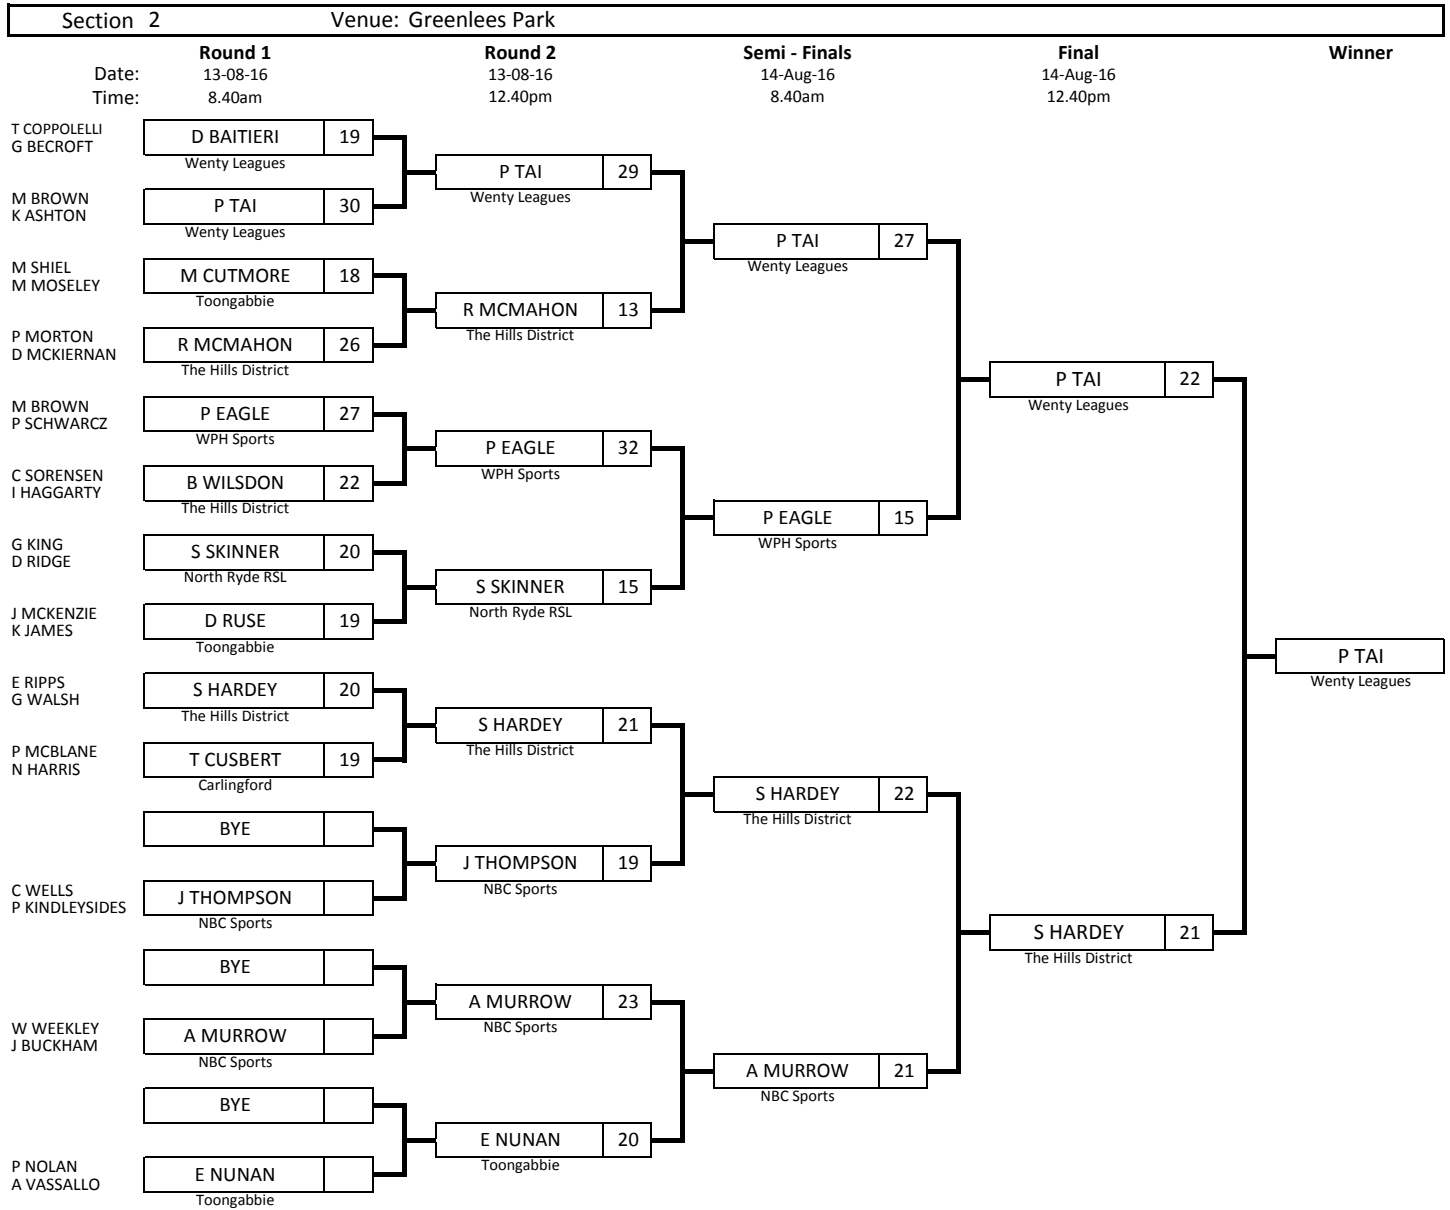 Section 2 Venue: Greenlees Park
Round 1 Round 2 Semi - Finals Final Winner
Date: 13-08-16 13-08-16 14-Aug-16 14-Aug-16
Time: 8.40am 12.40pm 8.40am 12.40pm
T COPPOLELLI
G BECROFT
D BAITIERI 19
Wenty Leagues
P TAI 29
Wenty Leagues
M BROWN
K ASHTON
P TAI 30
Wenty Leagues
P TAI 27
Wenty Leagues
M SHIEL
M MOSELEY
M CUTMORE 18
Toongabbie
R MCMAHON 13
The Hills District
P MORTON
D MCKIERNAN
R MCMAHON 26
The Hills District
P TAI 22
Wenty Leagues
M BROWN
P SCHWARCZ
P EAGLE 27
WPH Sports
P EAGLE 32
WPH Sports
C SORENSEN
I HAGGARTY
B WILSDON 22
The Hills District
P EAGLE 15
WPH Sports
G KING
D RIDGE
S SKINNER 20
North Ryde RSL
S SKINNER 15
North Ryde RSL
J MCKENZIE
K JAMES
D RUSE 19
Toongabbie
P TAI
Wenty Leagues
E RIPPS
G WALSH
S HARDEY 20
The Hills District
S HARDEY 21
The Hills District
P MCBLANE
N HARRIS
T CUSBERT 19
Carlingford
S HARDEY 22
The Hills District
BYE
J THOMPSON 19
NBC Sports
C WELLS
P KINDLEYSIDES
J THOMPSON
NBC Sports
S HARDEY 21
The Hills District
BYE
A MURROW 23
NBC Sports
W WEEKLEY
J BUCKHAM
A MURROW
NBC Sports
A MURROW 21
NBC Sports
BYE
E NUNAN 20
Toongabbie
P NOLAN
A VASSALLO
E NUNAN
Toongabbie